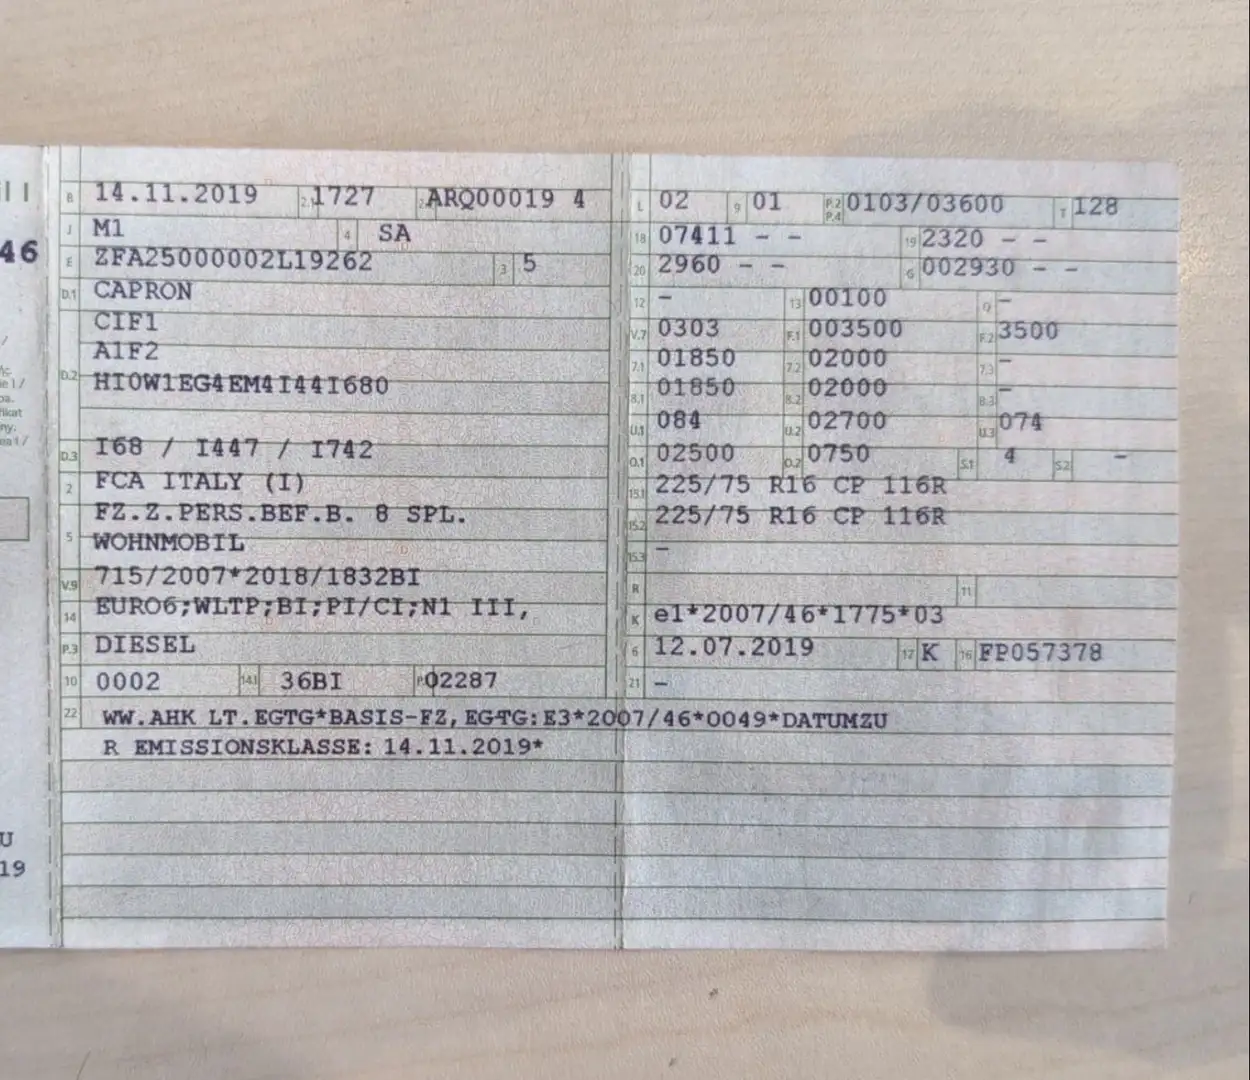 46
B 14.11.2019 2.1 1727 ARQ00019 4
J M1 4 SA
E ZFA25000002L19262 3 5
D.1 CAPRON
CIF1
A1F2
D.2 HI0W1EG4EM4I44I680
D.3 I68 / I447 / I742
2 FCA ITALY (I)
FZ.Z.PERS.BEF.B. 8 SPL.
5 WOHNMOBIL
V.9 715/2007*2018/1832BI
14 EURO6;WLTP;BI;PI/CI;N1 III,
P.3 DIESEL
10 0002 14.1 36BI 02287
L 02 9 01 P.2 P.4 0103/03600 T 128
18 07411 - - 19 2320 - -
20 2960 - - G 002930 - -
12 - 13 00100 Q -
V.7 0303 F.1 003500 F.2 3500
7.1 01850 7.2 02000 7.3 -
8.1 01850 8.2 02000 8.3 -
U.1 084 U.2 02700 U.3 074
O.1 02500 O.2 0750 S.1 4 S.2 -
15.1 225/75 R16 CP 116R
15.2 225/75 R16 CP 116R
15.3 -
R 11
K e1*2007/46*1775*03
6 12.07.2019 17 K 16 FP057378
21 -
22 WW.AHK LT.EGTG*BASIS-FZ,EGTG:E3*2007/46*0049*DATUMZU
R EMISSIONSKLASSE: 14.11.2019*
U
19